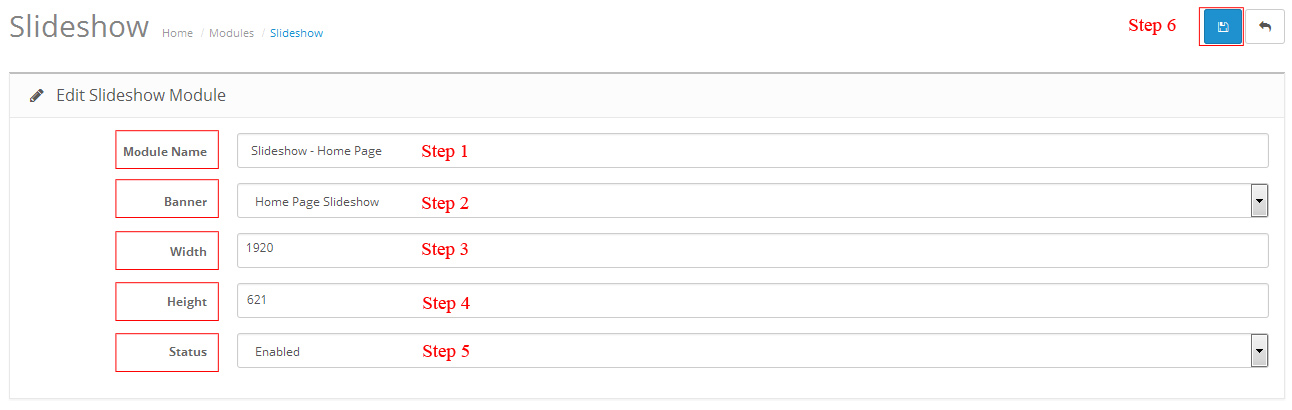 Slideshow Home / Modules / Slideshow Step 6
Edit Slideshow Module
Module Name Slideshow - Home Page Step 1
Banner Home Page Slideshow Step 2
Width 1920 Step 3
Height 621 Step 4
Status Enabled Step 5